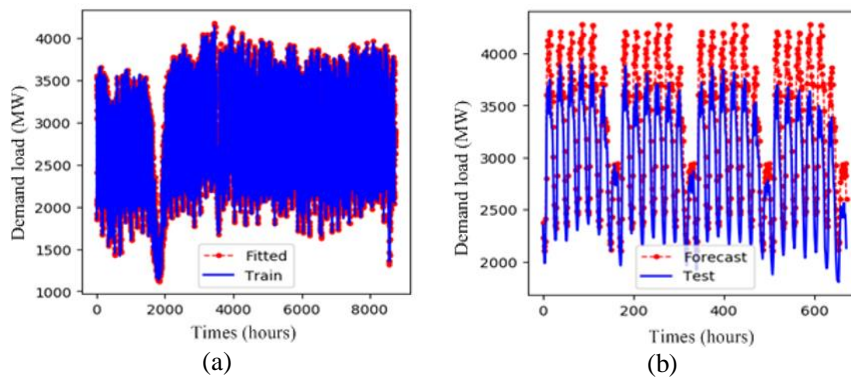 4000
3500
3000
2500
2000
1500
1000
Demand load (MW)
Fitted
Train
0
2000
4000
6000
8000
Times (hours)
(a)
4000
3500
3000
2500
2000
Demand load (MW)
Forecast
Test
0
200
400
600
Times (hours)
(b)